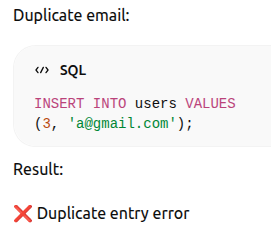 Duplicate email:
</> SQL
INSERT INTO users VALUES
(3, 'a@gmail.com');
Result:
❌ Duplicate entry error